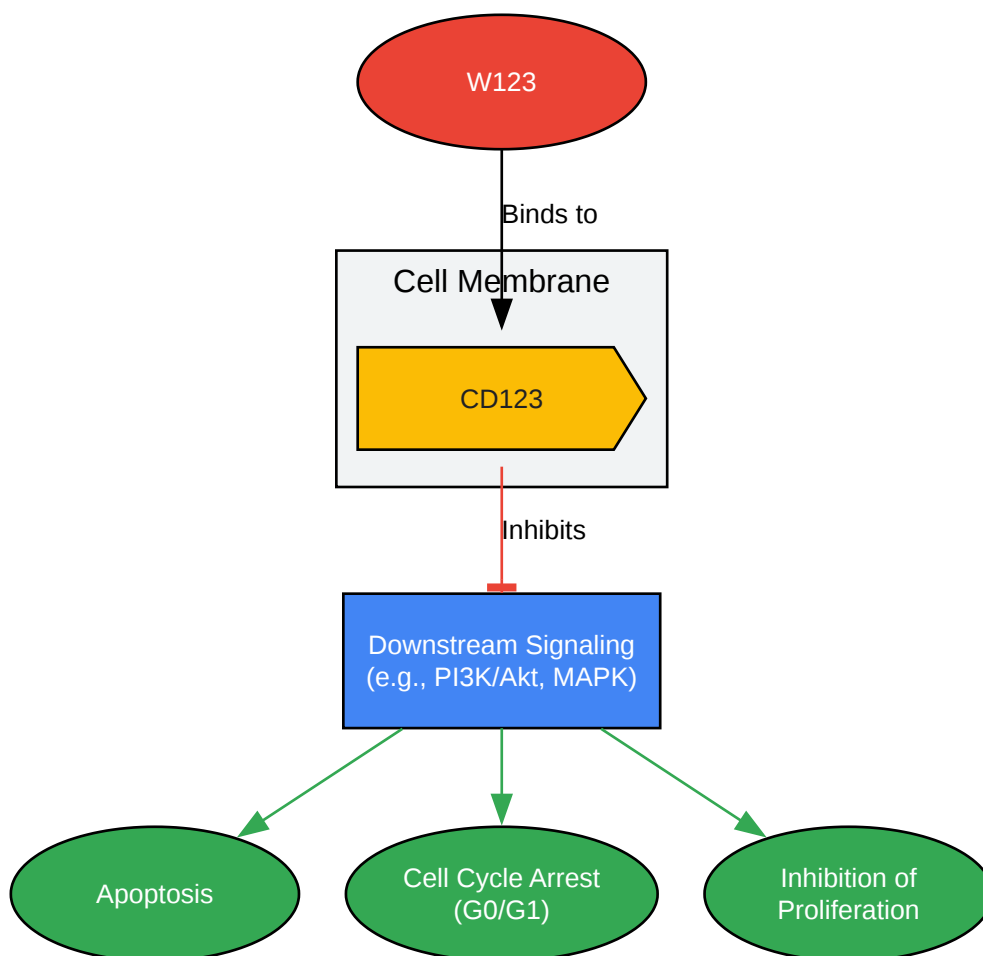 W123
Binds to
Cell Membrane
CD123
Inhibits
Downstream Signaling
(e.g., PI3K/Akt, MAPK)
Apoptosis
Cell Cycle Arrest
(G0/G1)
Inhibition of
Proliferation